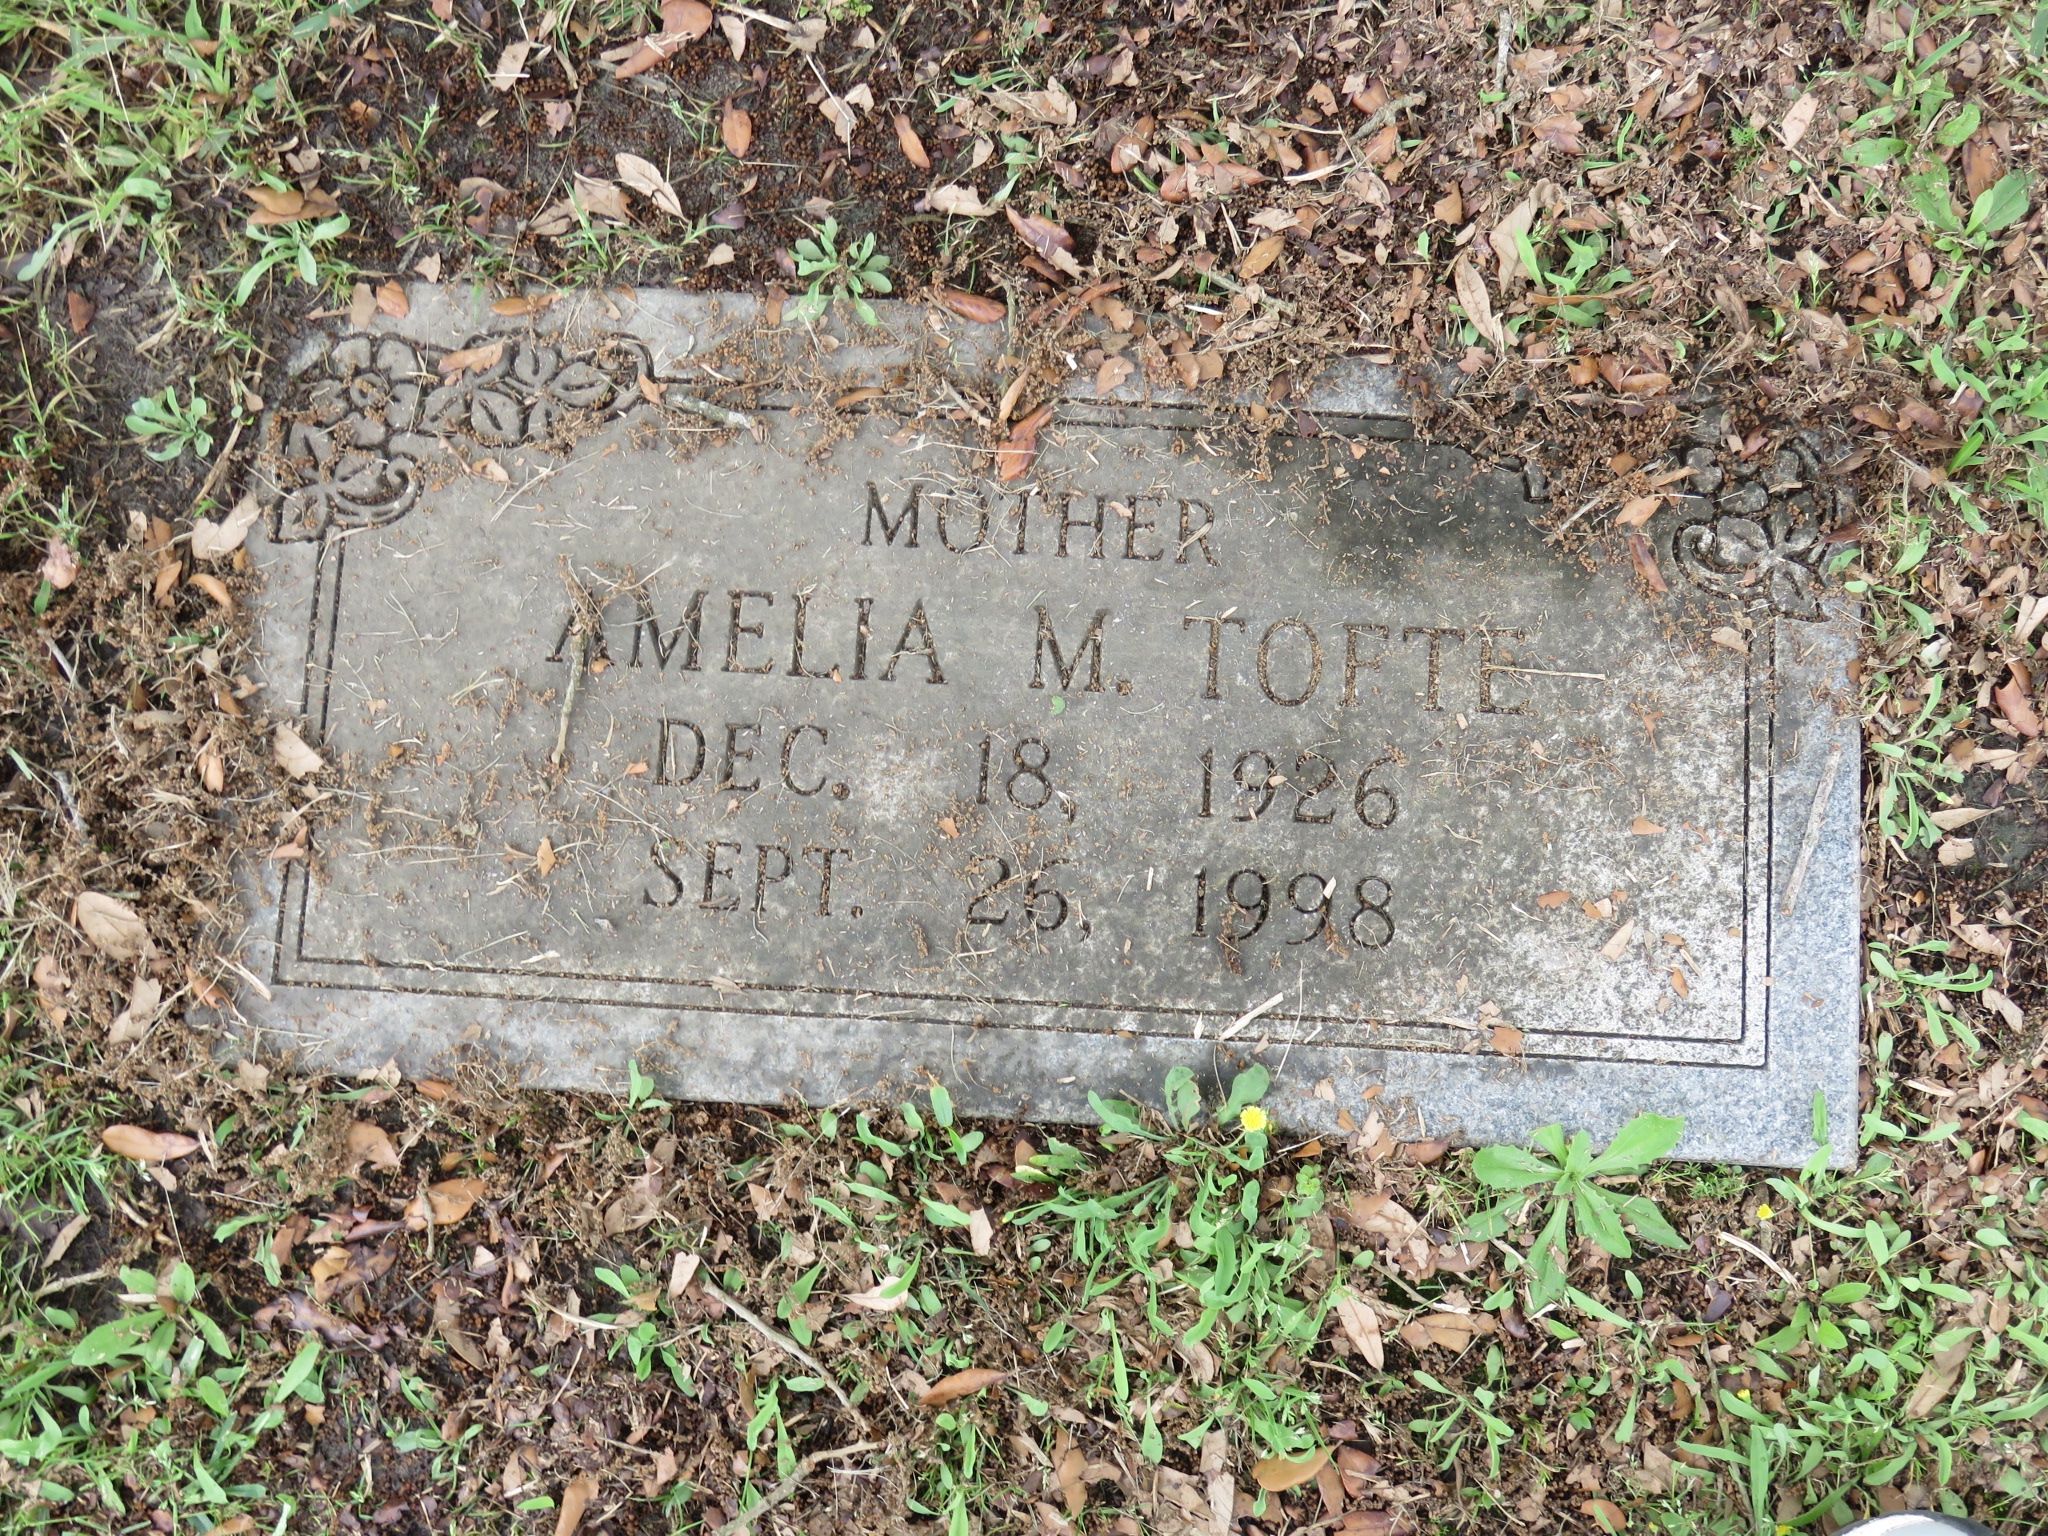 MOTHER
AMELIA M. TOFTE
DEC. 18, 1926
SEPT. 26, 1998